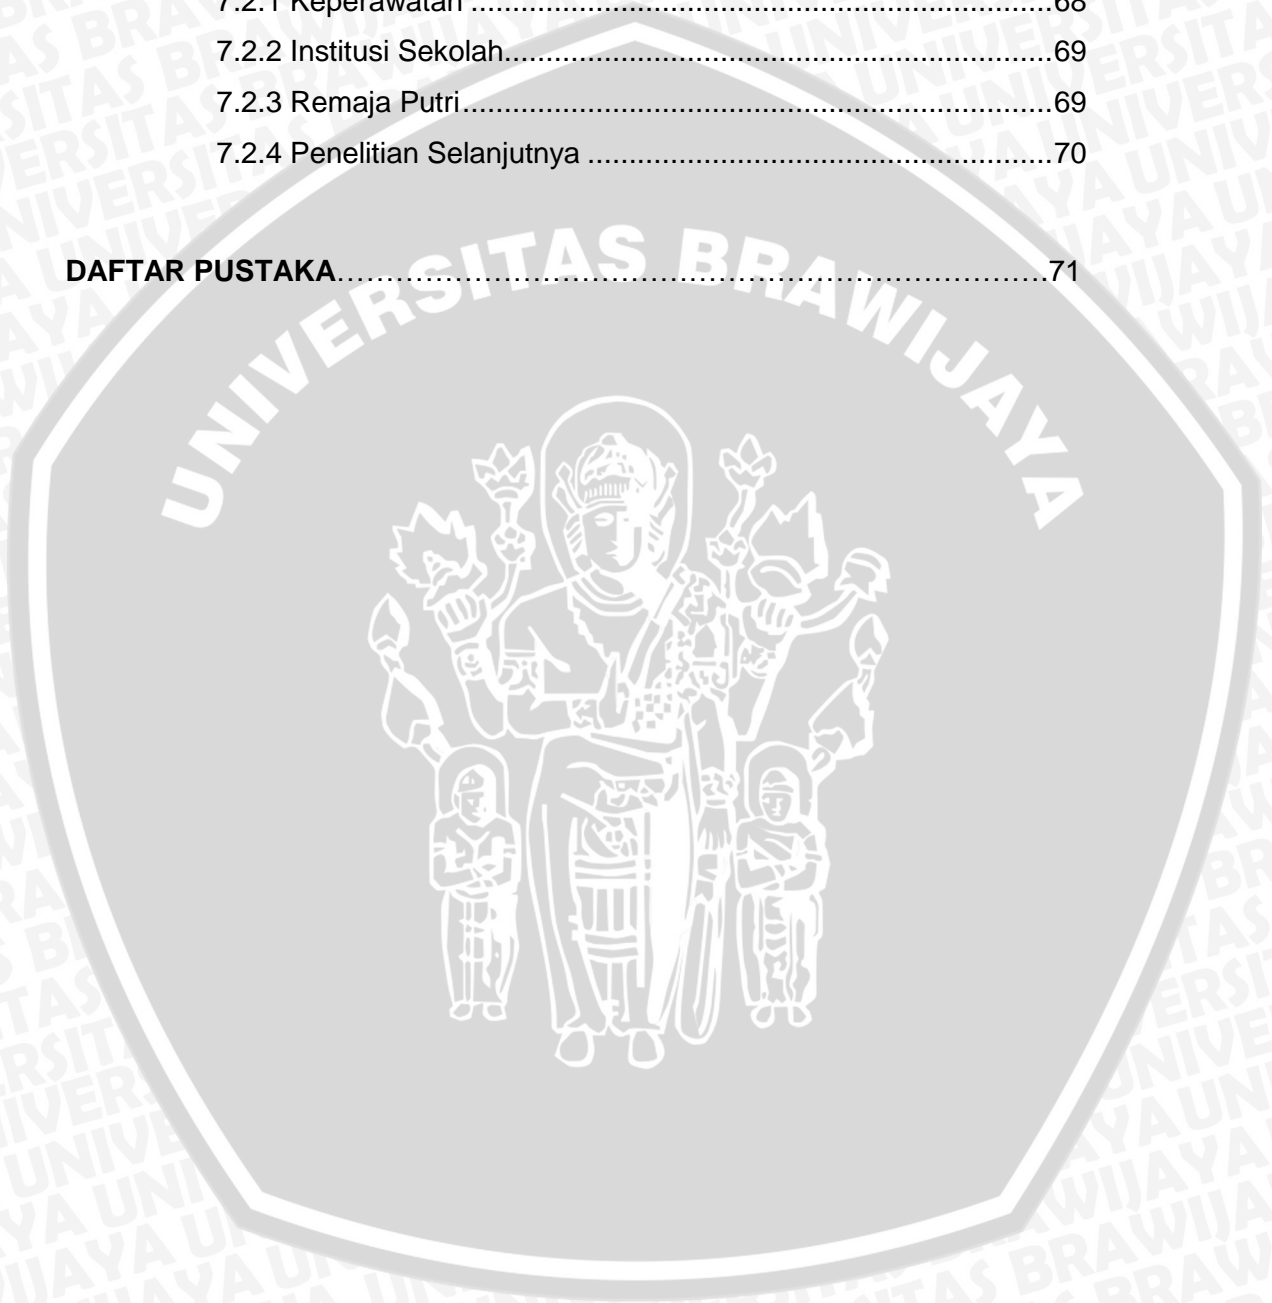 7.2.1 Keperawatan ....................................................................68
7.2.2 Institusi Sekolah.................................................................69
7.2.3 Remaja Putri......................................................................69
7.2.4 Penelitian Selanjutnya .......................................................70
DAFTAR PUSTAKA……………………………………………………………….71
UNIVERSITAS BRAWIJAYA